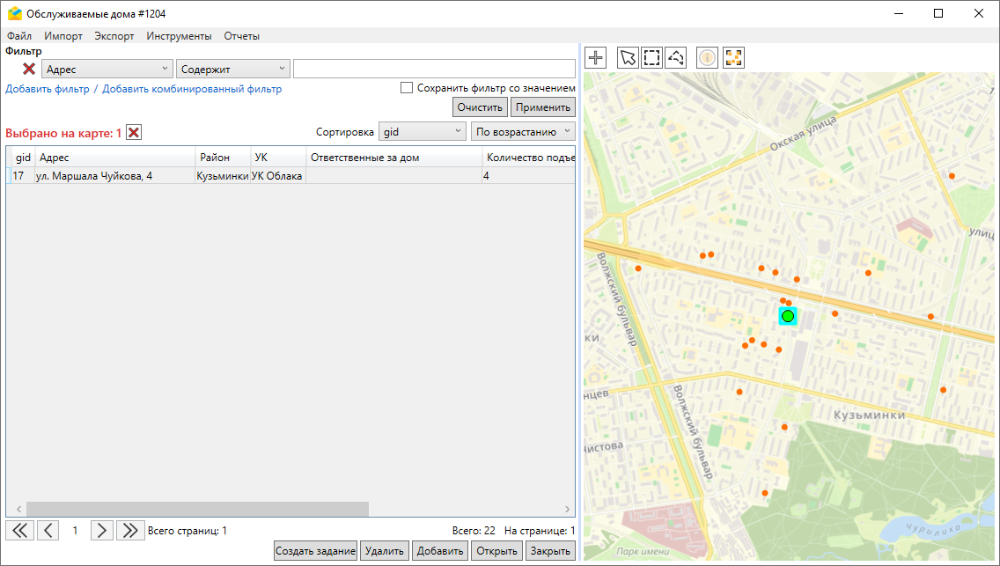 Обслуживаемые дома #1204
Файл Импорт Экспорт Инструменты Отчеты
Фильтр
Адрес Содержит
Добавить фильтр / Добавить комбинированный фильтр
Сохранить фильтр со значением
Очистить Применить
Выбрано на карте: 1
Сортировка gid По возрастанию
gid Адрес Район УК Ответственные за дом Количество подъе
17 ул. Маршала Чуйкова, 4 Кузьминки УК Облака 4
1 Всего страниц: 1 Всего: 22 На странице: 1
Создать задание Удалить Добавить Открыть Закрыть
Окская улица
улиц
Волжский бульвар
ки
нцев
Волжский бульвар
Кузьминки
Чистова
Чурилиха
Парк имени